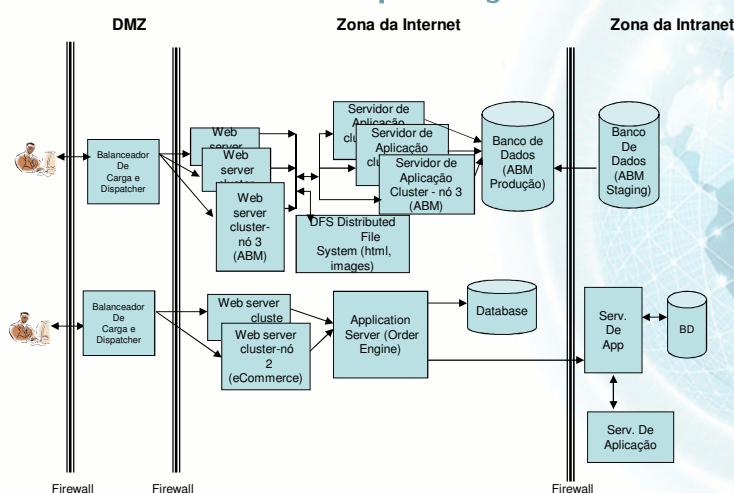 DMZ
Zona da Internet
Zona da Intranet
Balanceador
De
Carga e
Dispatcher
Web
server
Web
server
Web
server
cluster-
nó 3
(ABM)
Servidor de
Aplicação
Servidor de
Aplicação
Servidor de
Aplicação
Cluster - nó 3
(ABM)
DFS Distributed
File
System (html,
images)
Banco de
Dados
(ABM
Produção)
Banco
De
Dados
(ABM
Staging)
Balanceador
De
Carga e
Dispatcher
Web server
cluste
Web server
cluster-nó
2
(eCommerce)
Application
Server (Order
Engine)
Database
Serv.
De
App
BD
Serv. De
Aplicação
Firewall
Firewall
Firewall